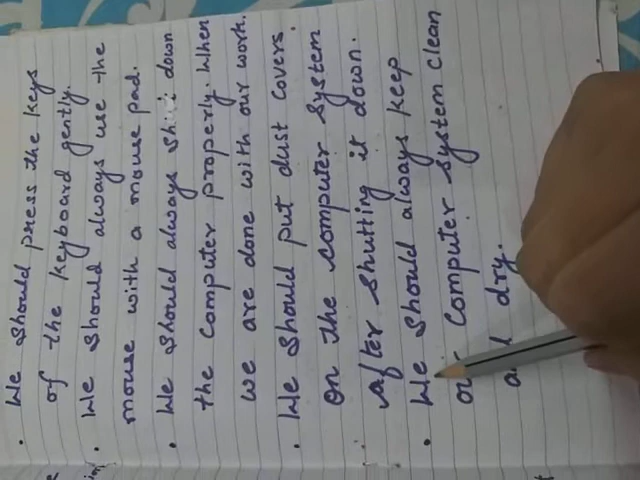 • We should press the keys
of the keyboard gently.
• We should always use the
mouse with a mouse pad.
• We should always down
the computer properly. When
we are done with our work.
• We should put dust covers.
on the computer system
after shutting it down.
• We should always keep
computer system clean
dry.